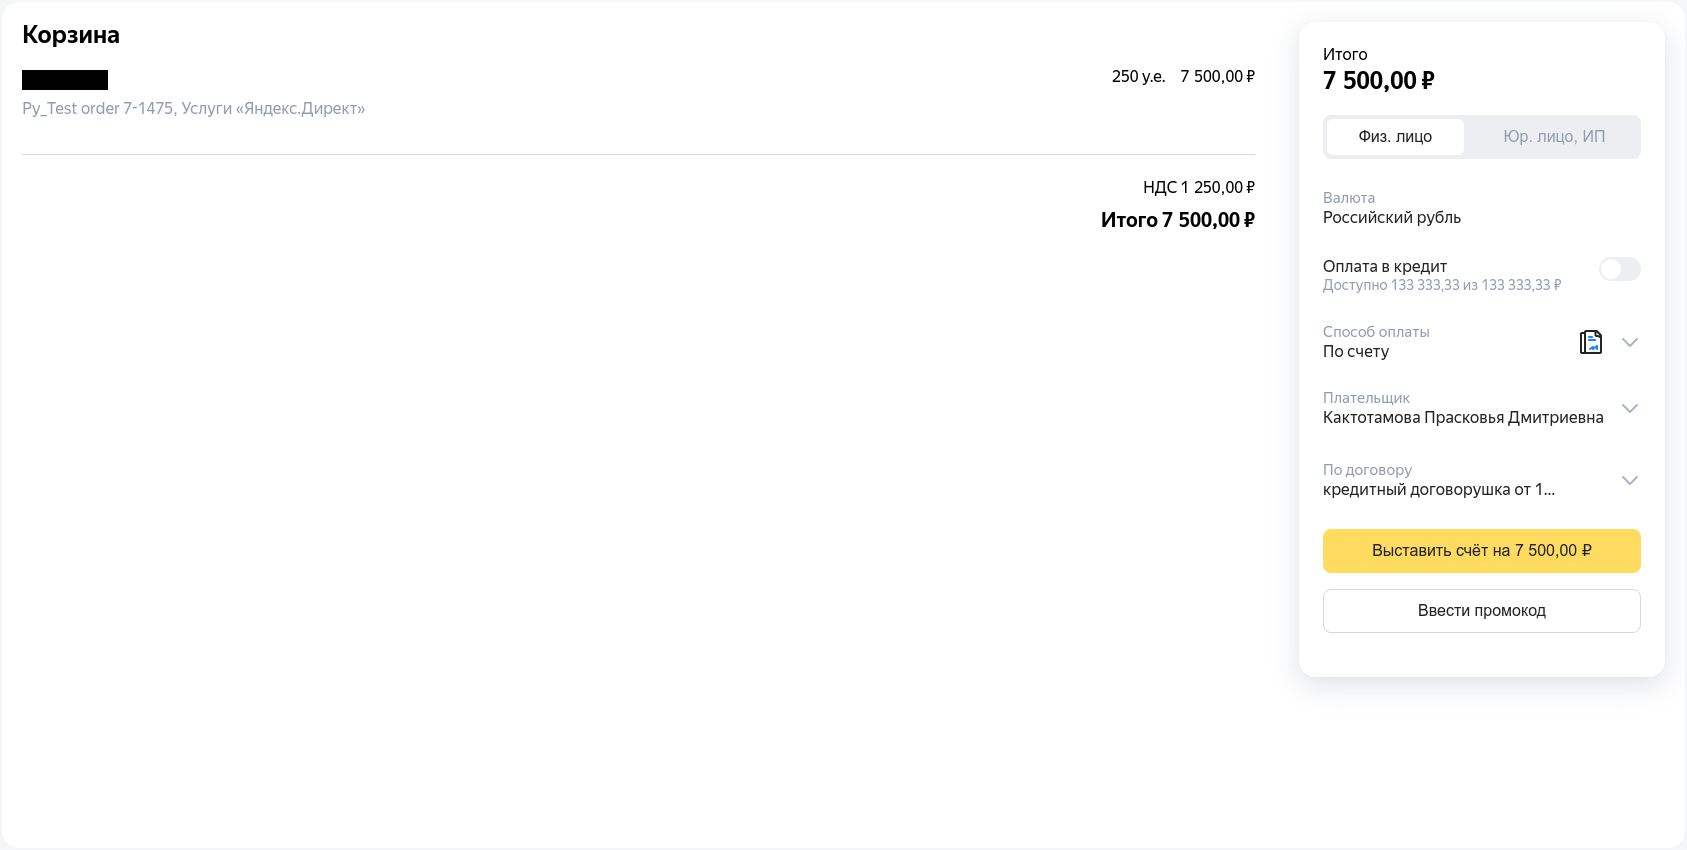 Корзина
250 у.е. 7 500,00 ₽
Py_Test order 7-1475, Услуги «Яндекс.Директ»
НДС 1 250,00 ₽
Итого 7 500,00 ₽
Итого
7 500,00 ₽
Физ. лицо Юр. лицо, ИП
Валюта
Российский рубль
Оплата в кредит
Доступно 133 333,33 из 133 333,33 ₽
Способ оплаты
По счету
Плательщик
Кактотамова Прасковья Дмитриевна
По договору
кредитный договорушка от 1...
Выставить счёт на 7 500,00 ₽
Ввести промокод